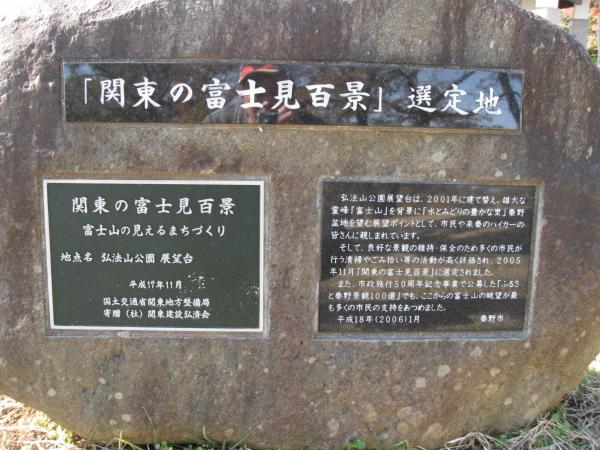 「関東の富士見百景」選定地
関東の富士見百景
富士山の見えるまちづくり
地点名 弘法山公園 展望台
平成17年11月
国土交通省関東地方整備局
寄贈（社）関東建設弘済会
弘法山公園展望台は、2001年に建て替え、雄大な
霊峰「富士山」を背景に「水とみどりの豊かな里」秦野
盆地を望む展望ポイントとして、市民や来秦のハイカーの
皆さんに親しまれています。
そして、良好な景観の維持・保全のため多くの市民が
行う清掃やごみ拾い等の活動が高く評価され、2005
年11月「関東の富士見百景」に選定されました。
また、市政施行50周年記念事業で公募した「ふるさ
と秦野景観100選」でも、ここからの富士山の眺望が最
も多くの市民の支持をあつめました。
平成18年(2006)1月 秦野市